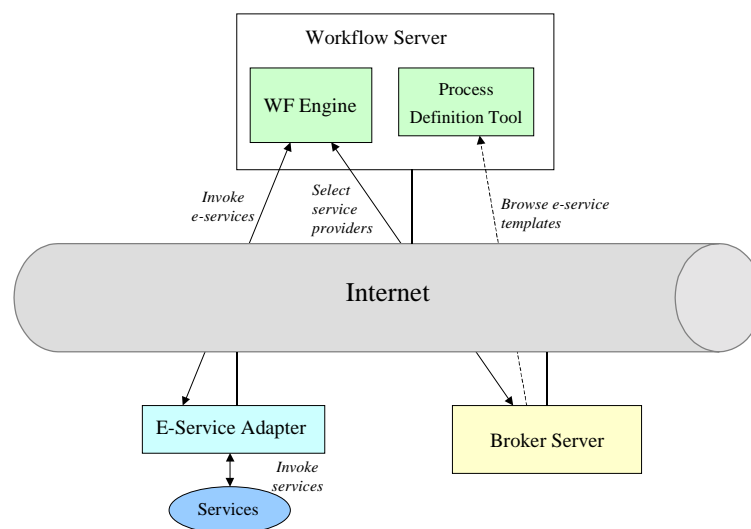 Workflow Server
WF Engine
Process
Definition Tool
Invoke
e-services
Select
service
providers
Browse e-service
templates
Internet
E-Service Adapter
Broker Server
Invoke
services
Services